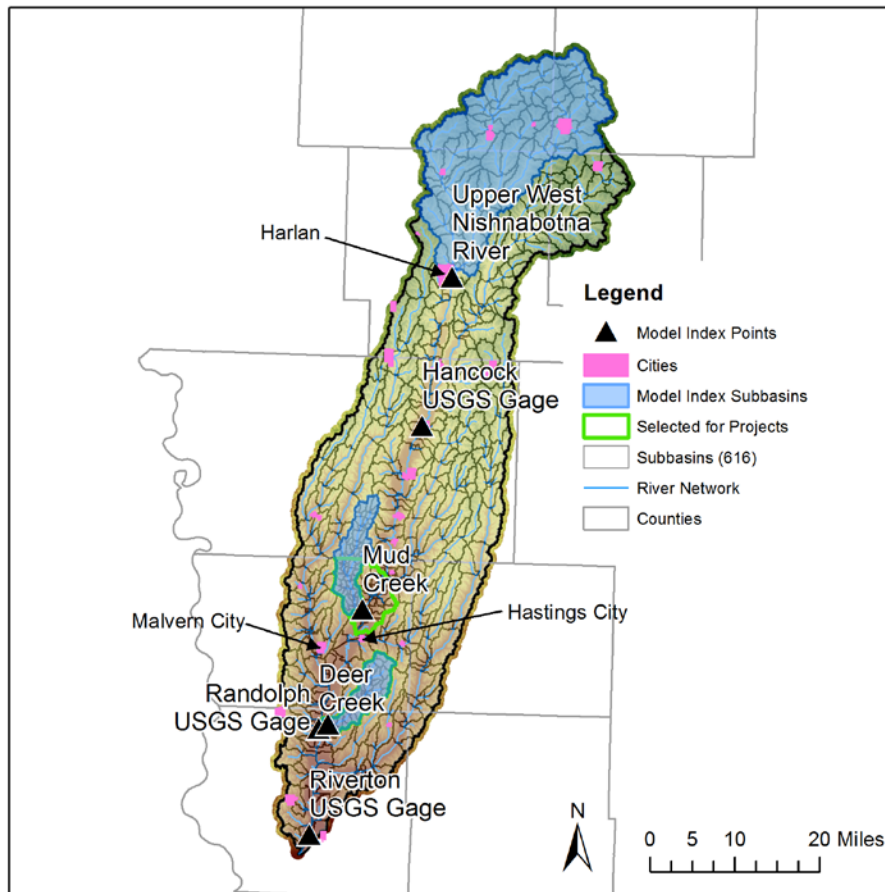 Upper West
Nishnabotna
River
Harlan
Legend
Model Index Points
Cities
Model Index Subbasins
Selected for Projects
Subbasins (616)
River Network
Counties
Hancock
USGS Gage
Mud
Creek
Malvern City
Hastings City
Deer
Creek
Randolph
USGS Gage
Riverton
USGS Gage
N
0 5 10 20 Miles